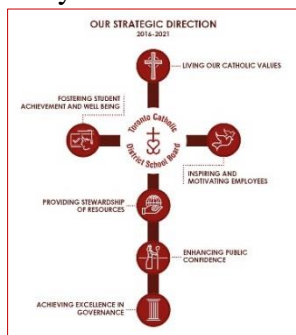 OUR STRATEGIC DIRECTION
2016-2021
LIVING OUR CATHOLIC VALUES
FOSTERING STUDENT
ACHIEVEMENT AND WELL BEING
Toronto Catholic
District School Board
INSPIRING AND
MOTIVATING EMPLOYEES
PROVIDING STEWARDSHIP
OF RESOURCES
ENHANCING PUBLIC
CONFIDENCE
ACHIEVING EXCELLENCE IN
GOVERNANCE